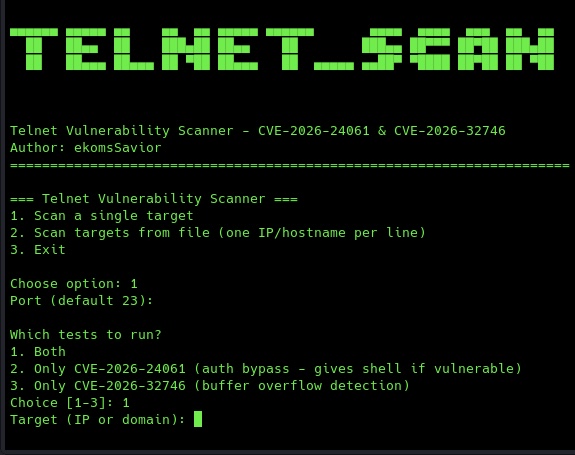 TELNET_SCAN
Telnet Vulnerability Scanner - CVE-2026-24061 & CVE-2026-32746
Author: ekomsSavior
======================================================================
=== Telnet Vulnerability Scanner ===
1. Scan a single target
2. Scan targets from file (one IP/hostname per line)
3. Exit
Choose option: 1
Port (default 23):
Which tests to run?
1. Both
2. Only CVE-2026-24061 (auth bypass - gives shell if vulnerable)
3. Only CVE-2026-32746 (buffer overflow detection)
Choice [1-3]: 1
Target (IP or domain):